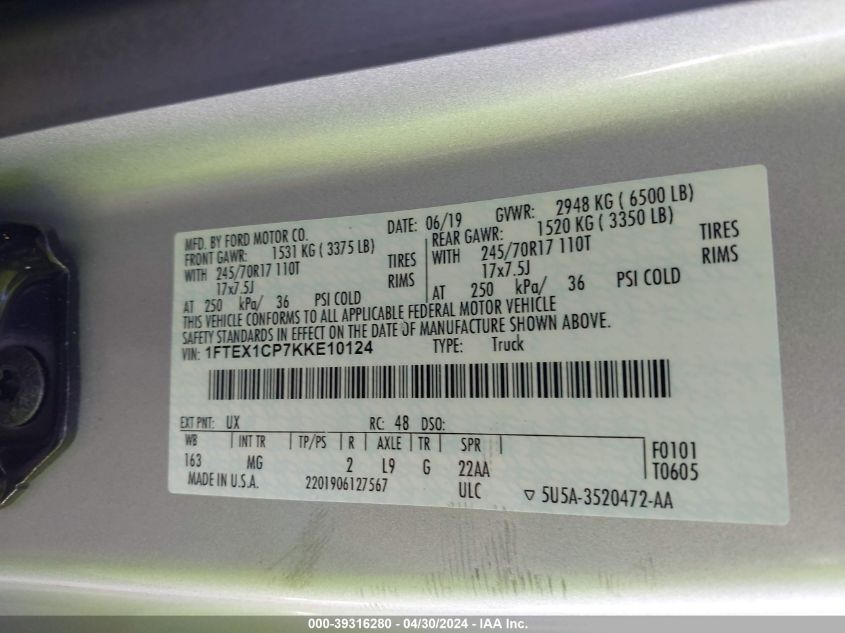 MFD. BY FORD MOTOR CO.
DATE: 06/19 GVWR: 2948 KG ( 6500 LB)
FRONT GAWR: 1531 KG ( 3375 LB) REAR GAWR: 1520 KG ( 3350 LB)
WITH 245/70R17 110T TIRES WITH 245/70R17 110T TIRES
17x7.5J RIMS 17x7.5J RIMS
AT 250 kPa/ 36 PSI COLD AT 250 kPa/ 36 PSI COLD
THIS VEHICLE CONFORMS TO ALL APPLICABLE FEDERAL MOTOR VEHICLE
SAFETY STANDARDS IN EFFECT ON THE DATE OF MANUFACTURE SHOWN ABOVE.
VIN: 1FTEX1CP7KKE10124 TYPE: Truck
EXT PNT: UX RC: 48 DSO:
WB INT TR TP/PS R AXLE TR SPR F0101
163 MG 2 L9 G 22AA T0605
MADE IN U.S.A. 2201906127567 ULC ▽ 5U5A-3520472-AA
000-39316280 - 04/30/2024 - IAA Inc.